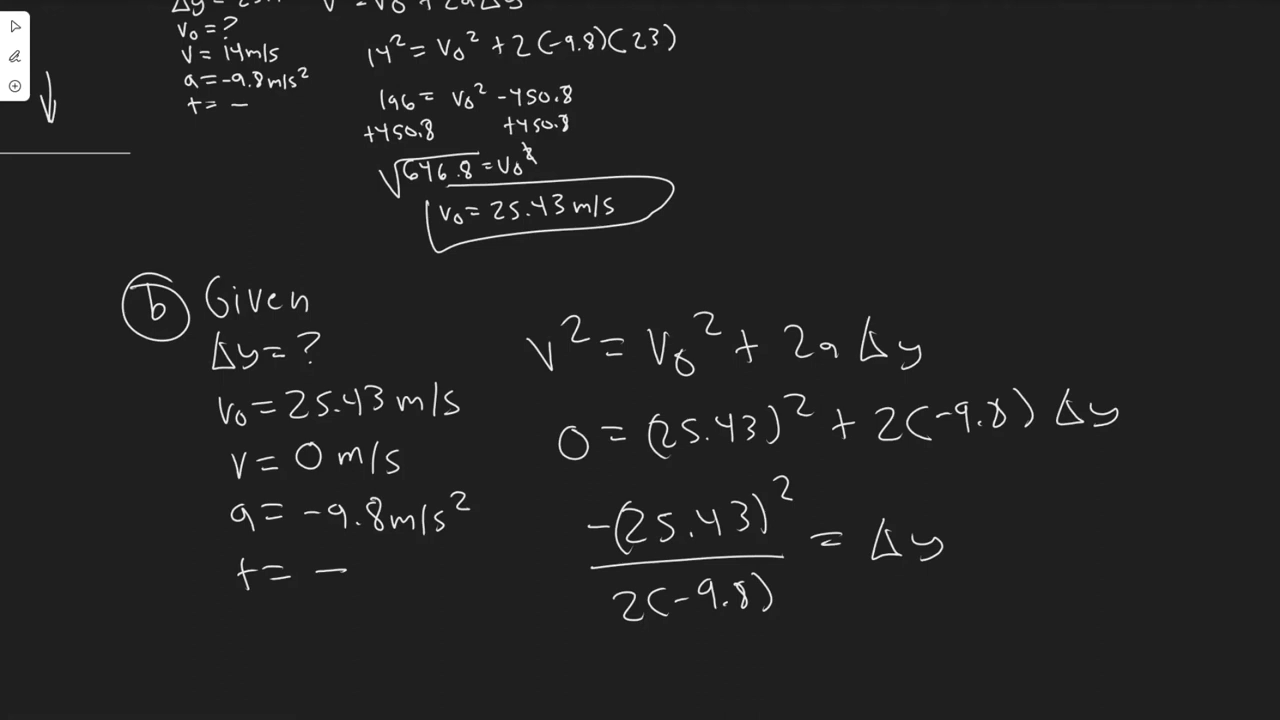 v₀ = ?
v = 14 m/s
a = -9.8 m/s²
t = -
14² = v₀² + 2(-9.8)(23)
196 = v₀² - 450.8
+450.8 +450.8
√646.8 = v₀²
v₀ = 25.43 m/s
b Given
Δy = ?
v₀ = 25.43 m/s
v = 0 m/s
a = -9.8 m/s²
t = -
v² = v₀² + 2a Δy
0 = (25.43)² + 2(-9.8) Δy
-(25.43)² / 2(-9.8) = Δy